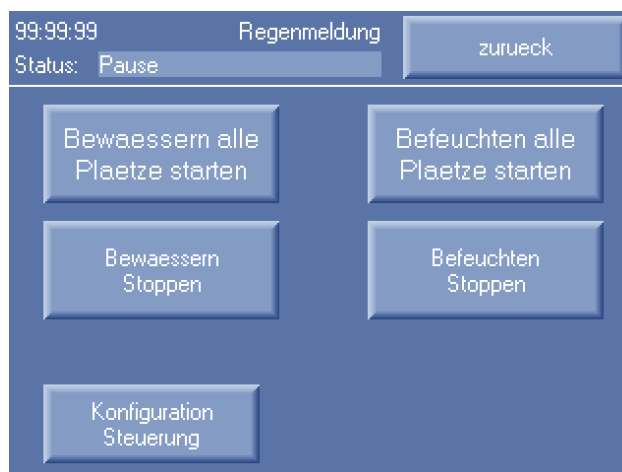 99:99:99 Regenmeldung
zurueck
Status: Pause
Bewaessern alle
Plaetze starten
Befeuchten alle
Plaetze starten
Bewaessern
Stoppen
Befeuchten
Stoppen
Konfiguration
Steuerung